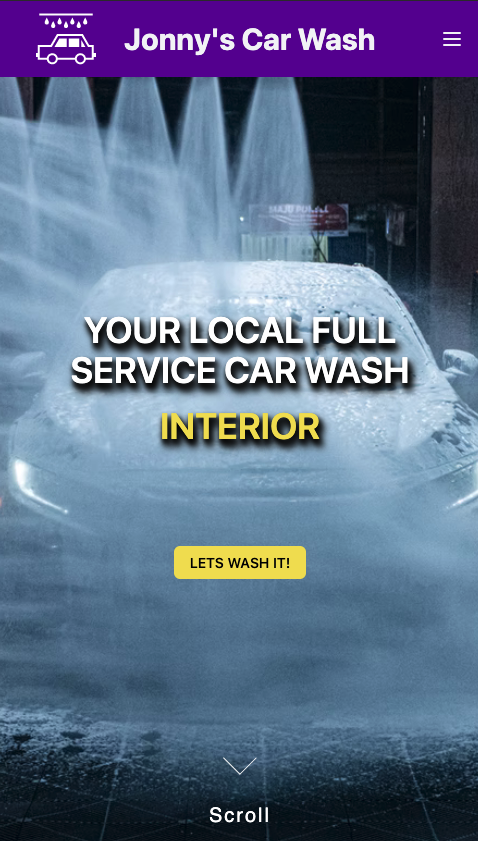 Jonny's Car Wash
YOUR LOCAL FULL
SERVICE CAR WASH
INTERIOR
LETS WASH IT!
Scroll